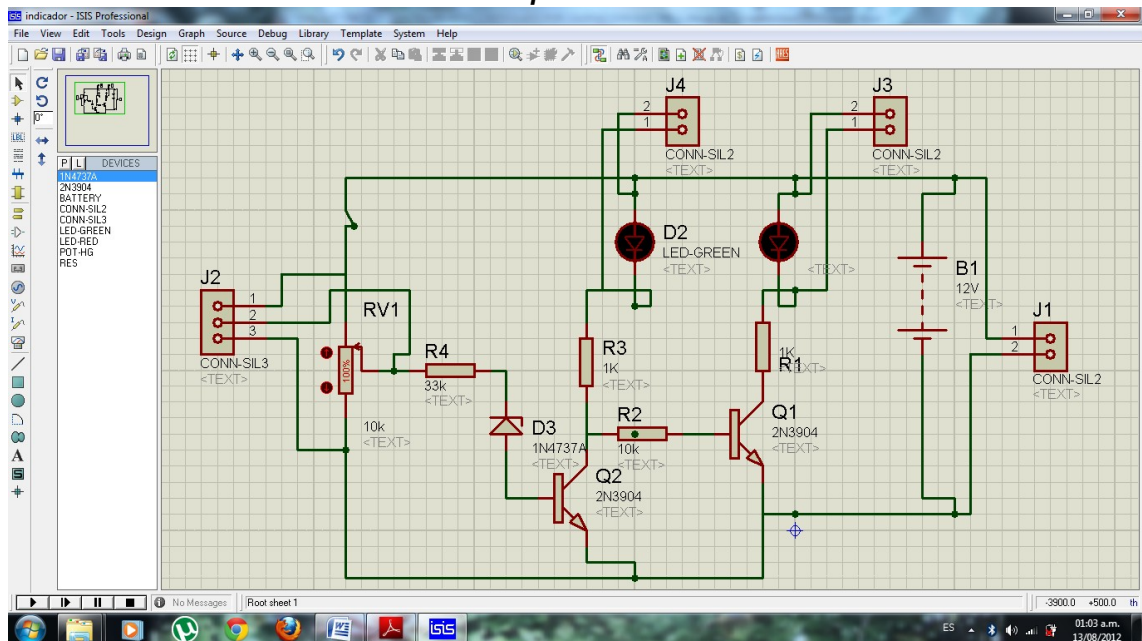 indicador - ISIS Professional
File View Edit Tools Design Graph Source Debug Library Template System Help
0°
P L DEVICES
1N4737A
2N3904
BATTERY
CONN-SIL2
CONN-SIL3
LED-GREEN
LED-RED
POT-HG
RES
J4
2
1
CONN-SIL2
<TEXT>
J3
2
1
CONN-SIL2
<TEXT>
D2
LED-GREEN
<TEXT>
<TEXT>
B1
12V
<TEXT>
J2
1
2
3
CONN-SIL3
<TEXT>
RV1
100%
10k
<TEXT>
R4
33k
<TEXT>
R3
1K
<TEXT>
1K
R1
<TEXT>
J1
1
2
CONN-SIL2
<TEXT>
D3
1N4737A
<TEXT>
R2
10k
<TEXT>
Q1
2N3904
<TEXT>
Q2
2N3904
<TEXT>
No Messages Root sheet 1 -3900.0 +500.0 th
isis ES 01:03 a.m.
13/08/2012